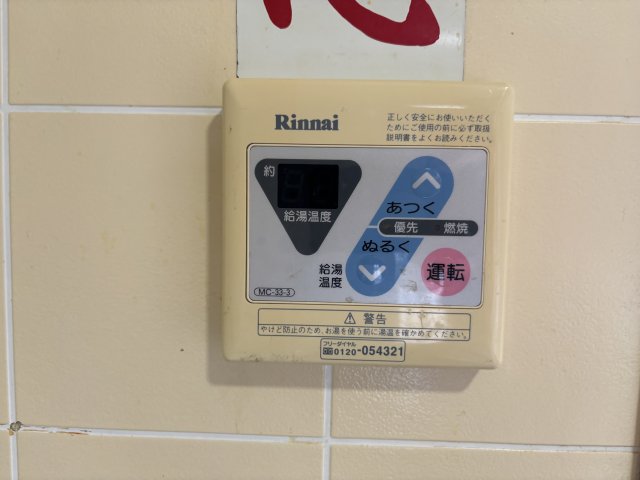 Rinnai
正しく安全にお使いいただく
ためにご使用の前に必ず取扱
説明書をよくお読みください。
約
給湯温度
あつく
優先 燃焼
ぬるく
給湯
温度
運転
MC-33-3
⚠ 警告
やけど防止のため、お湯を使う前に湯温を確かめてください。
フリーダイヤル
0120-054321